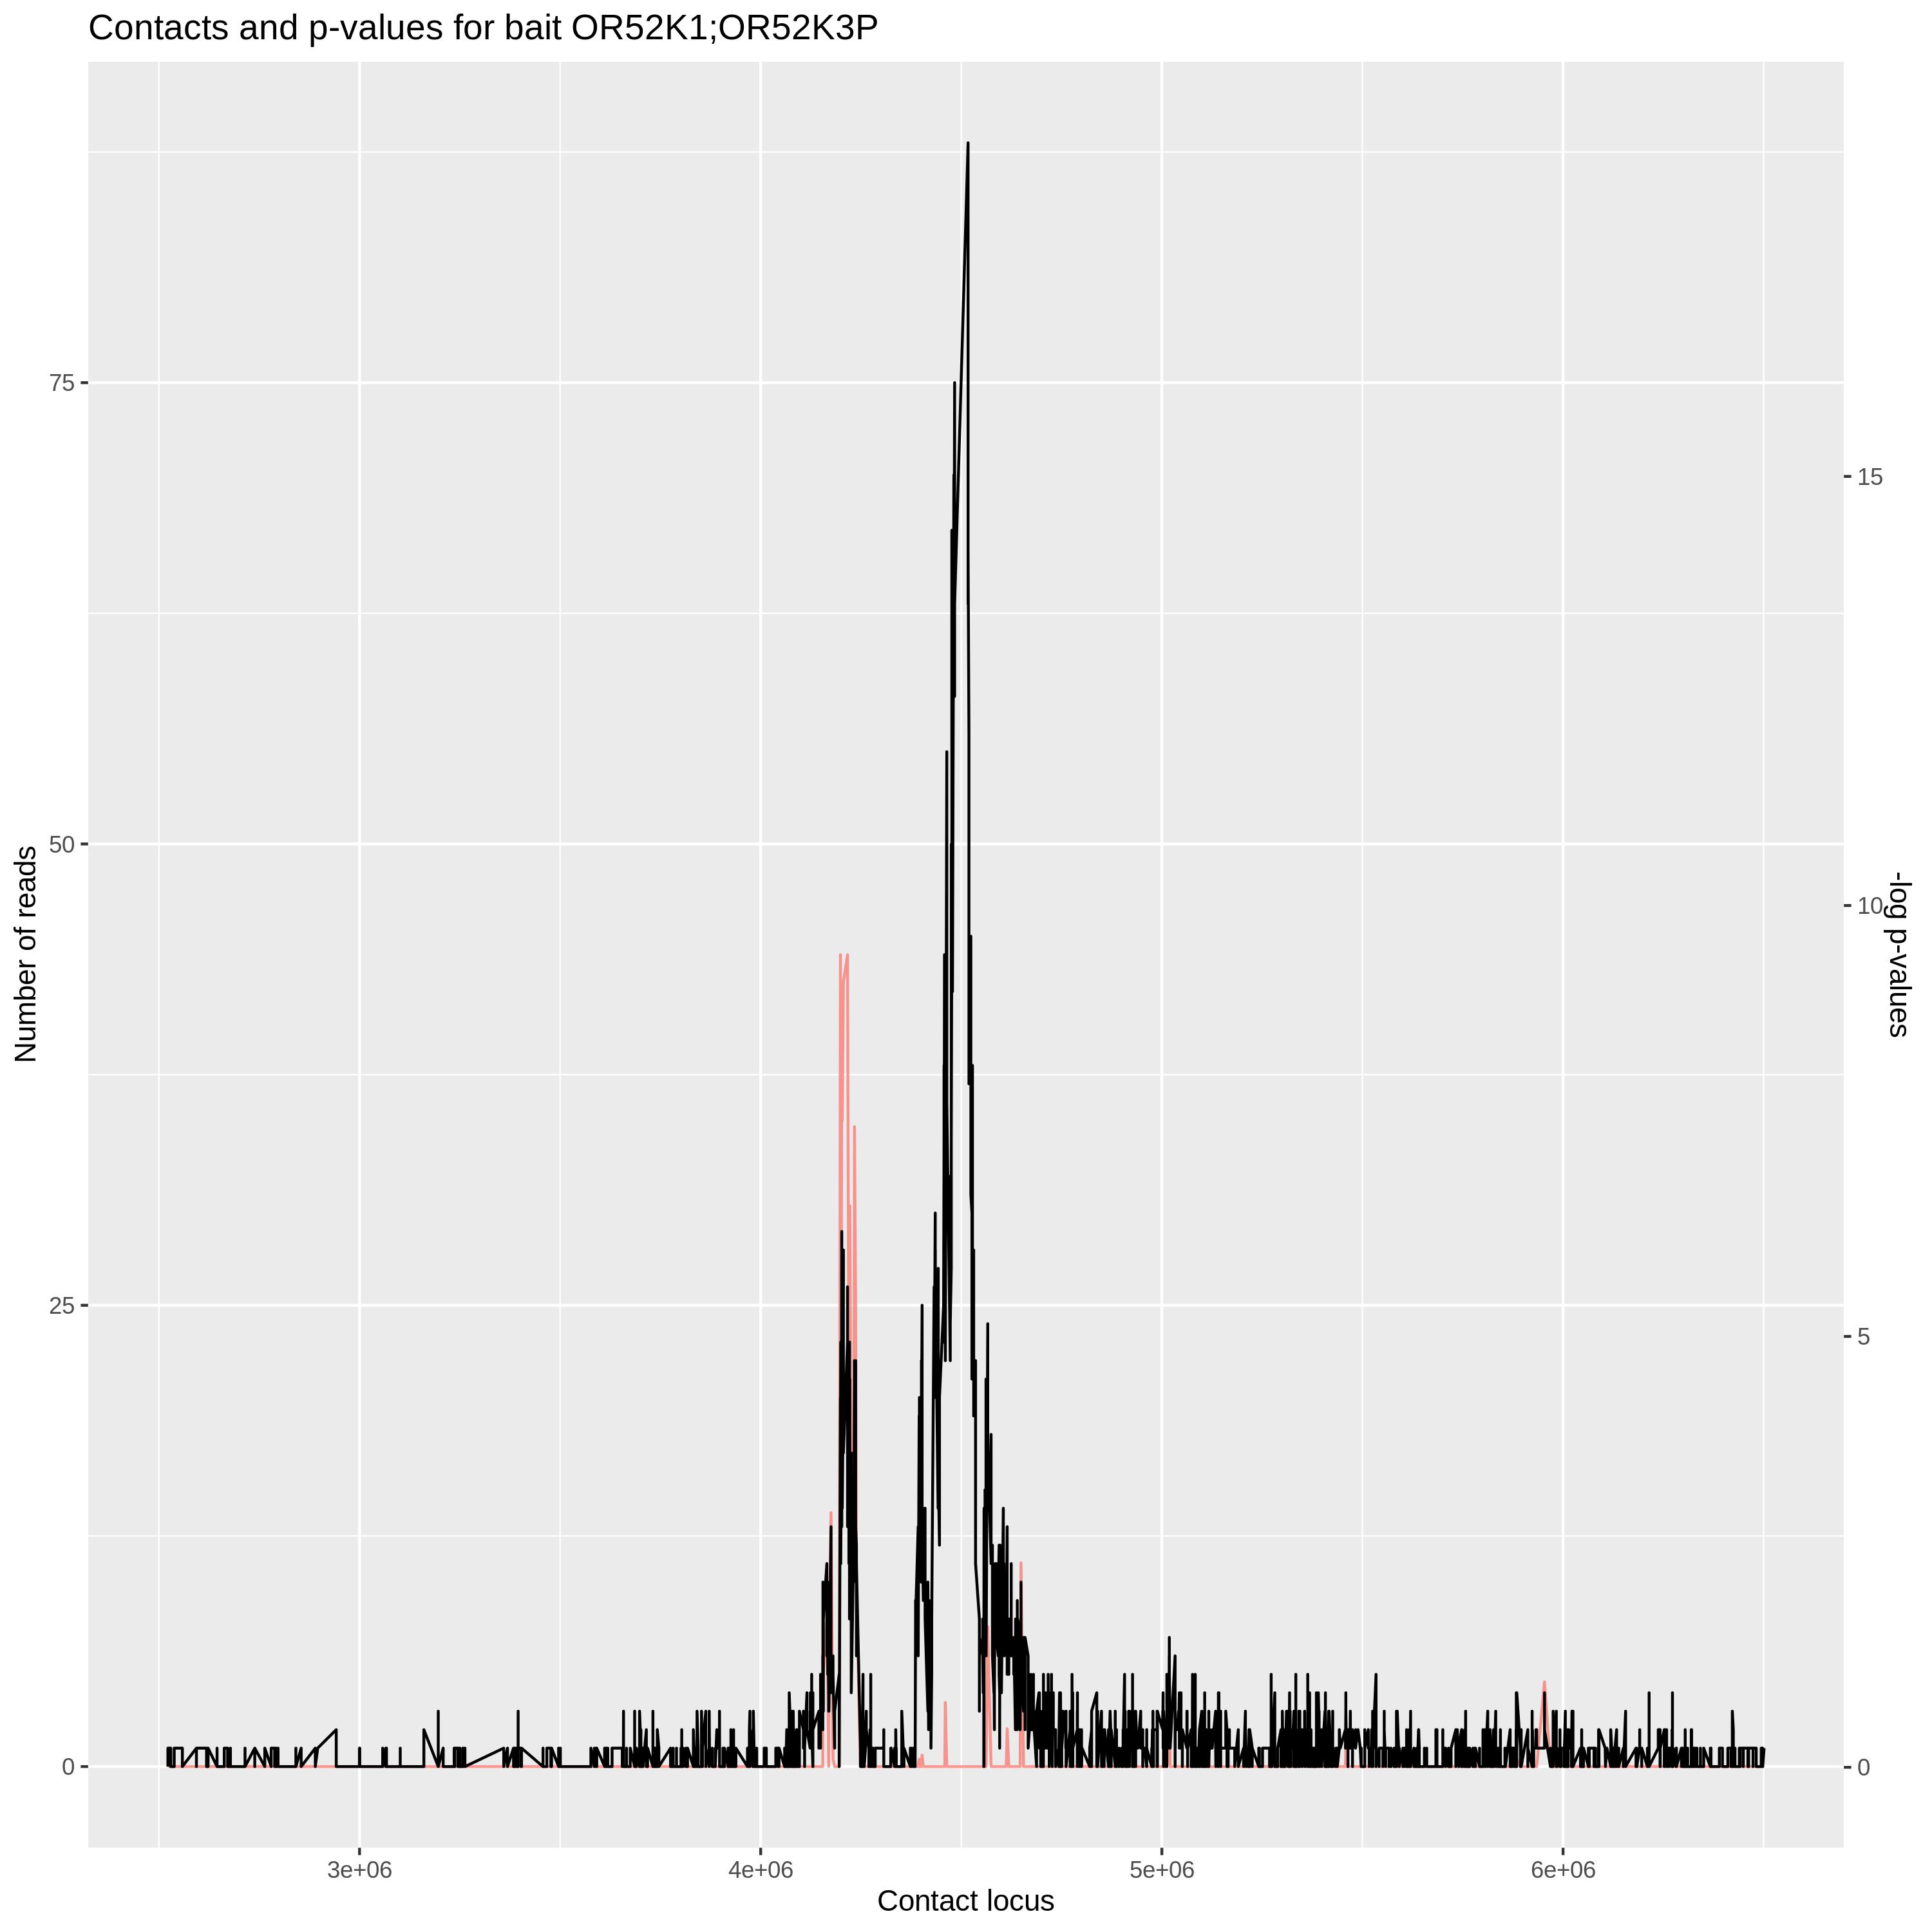 Contacts and p-values for bait OR52K1;OR52K3P
Number of reads
75
50
25
0
15
10
5
0
-log p-values
3e+06
4e+06
5e+06
6e+06
Contact locus